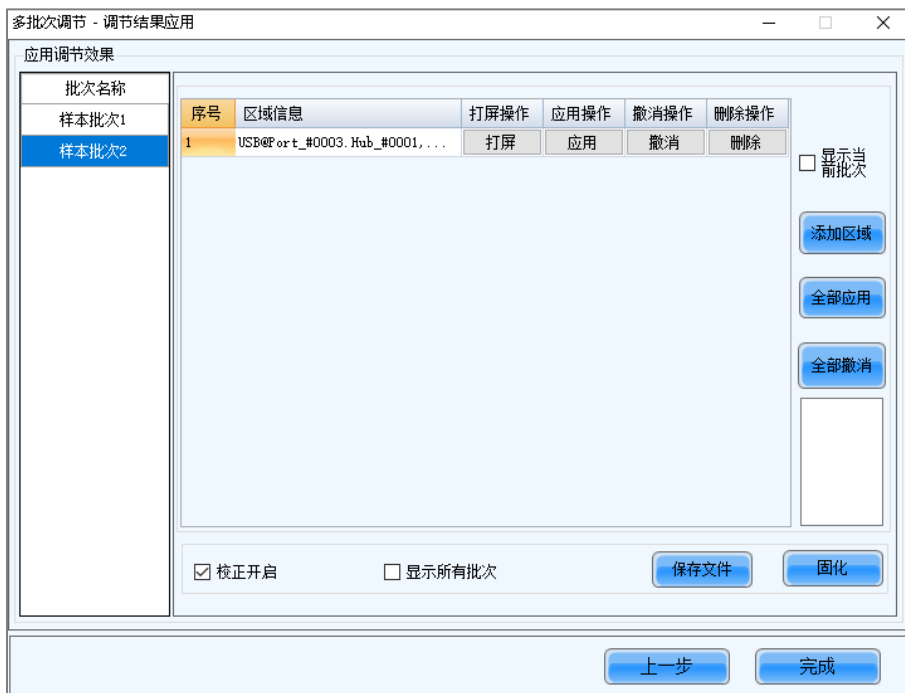 多批次调节 - 调节结果应用
应用调节效果
批次名称
样本批次1
样本批次2
序号 区域信息 打屏操作 应用操作 撤消操作 删除操作
1 USB@Port_#0003.Hub_#0001,... 打屏 应用 撤消 删除
显示当
前批次
添加区域
全部应用
全部撤消
校正开启 显示所有批次 保存文件 固化
上一步 完成